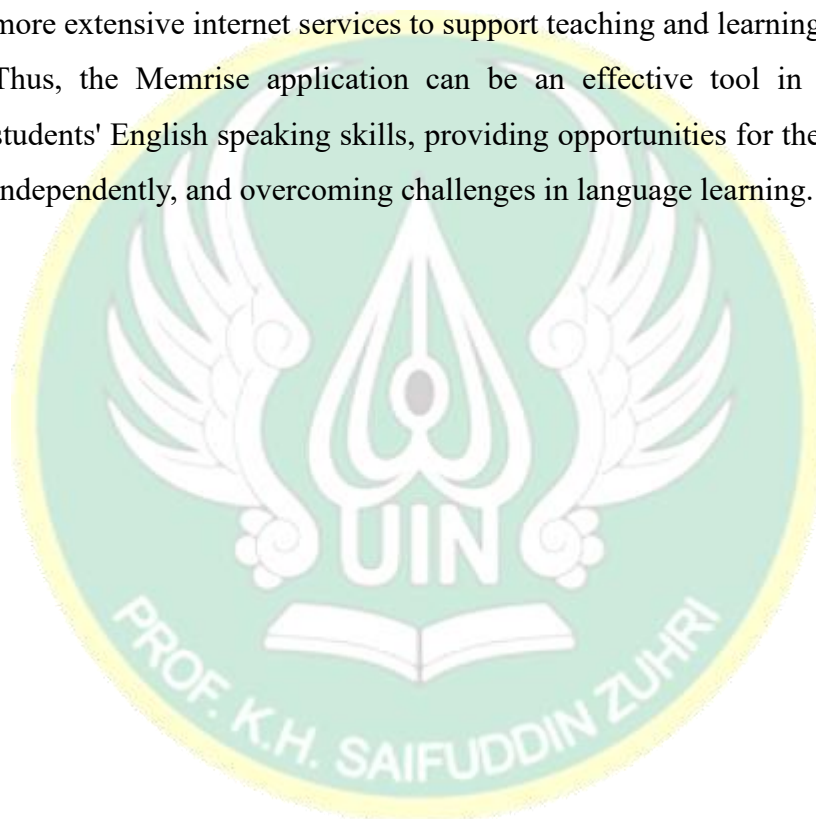 more extensive internet services to support teaching and learning
Thus, the Memrise application can be an effective tool in
students' English speaking skills, providing opportunities for the
independently, and overcoming challenges in language learning.
UIN
PROF. K.H. SAIFUDDIN ZUHRI